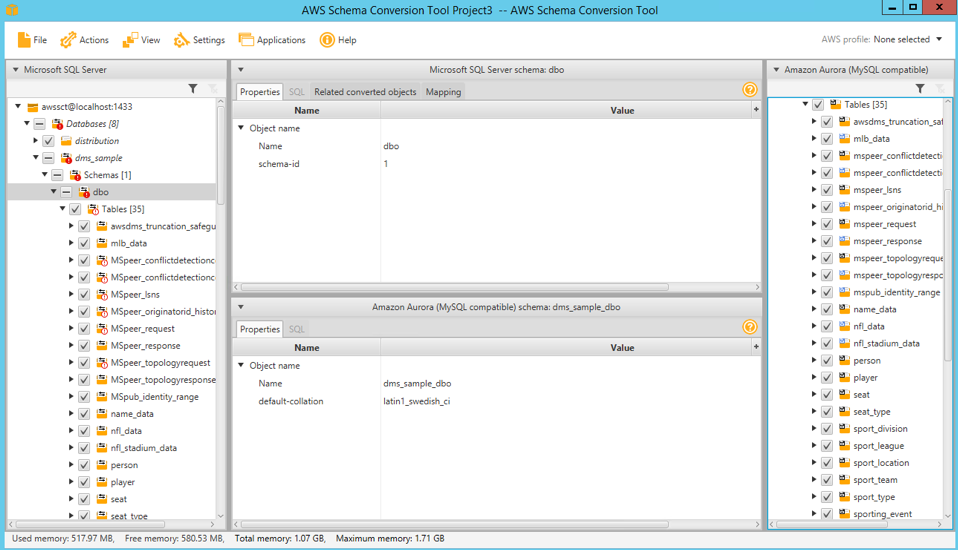 AWS Schema Conversion Tool Project3 -- AWS Schema Conversion Tool
File Actions View Settings Applications Help AWS profile: None selected
Microsoft SQL Server
awssct@localhost:1433
Databases [8]
distribution
dms_sample
Schemas [1]
dbo
Tables [35]
awsdms_truncation_safegu
mlb_data
MSpeer_conflictdetectionc
MSpeer_conflictdetectionc
MSpeer_lsns
MSpeer_originatorid_histor
MSpeer_request
MSpeer_response
MSpeer_topologyrequest
MSpeer_topologyresponse
MSpub_identity_range
name_data
nfl_data
nfl_stadium_data
person
player
seat
seat_type
Microsoft SQL Server schema: dbo
Properties SQL Related converted objects Mapping
Name Value
Object name
Name dbo
schema-id 1
Amazon Aurora (MySQL compatible) schema: dms_sample_dbo
Properties SQL
Name Value
Object name
Name dms_sample_dbo
default-collation latin1_swedish_ci
Amazon Aurora (MySQL compatible)
Tables [35]
awsdms_truncation_saf
mlb_data
mspeer_conflictdetecti
mspeer_conflictdetecti
mspeer_lsns
mspeer_originatorid_hi
mspeer_request
mspeer_response
mspeer_topologyreque
mspeer_topologyrespo
mspub_identity_range
name_data
nfl_data
nfl_stadium_data
person
player
seat
seat_type
sport_division
sport_league
sport_location
sport_team
sport_type
sporting_event
Used memory: 517.97 MB, Free memory: 580.53 MB, Total memory: 1.07 GB, Maximum memory: 1.71 GB